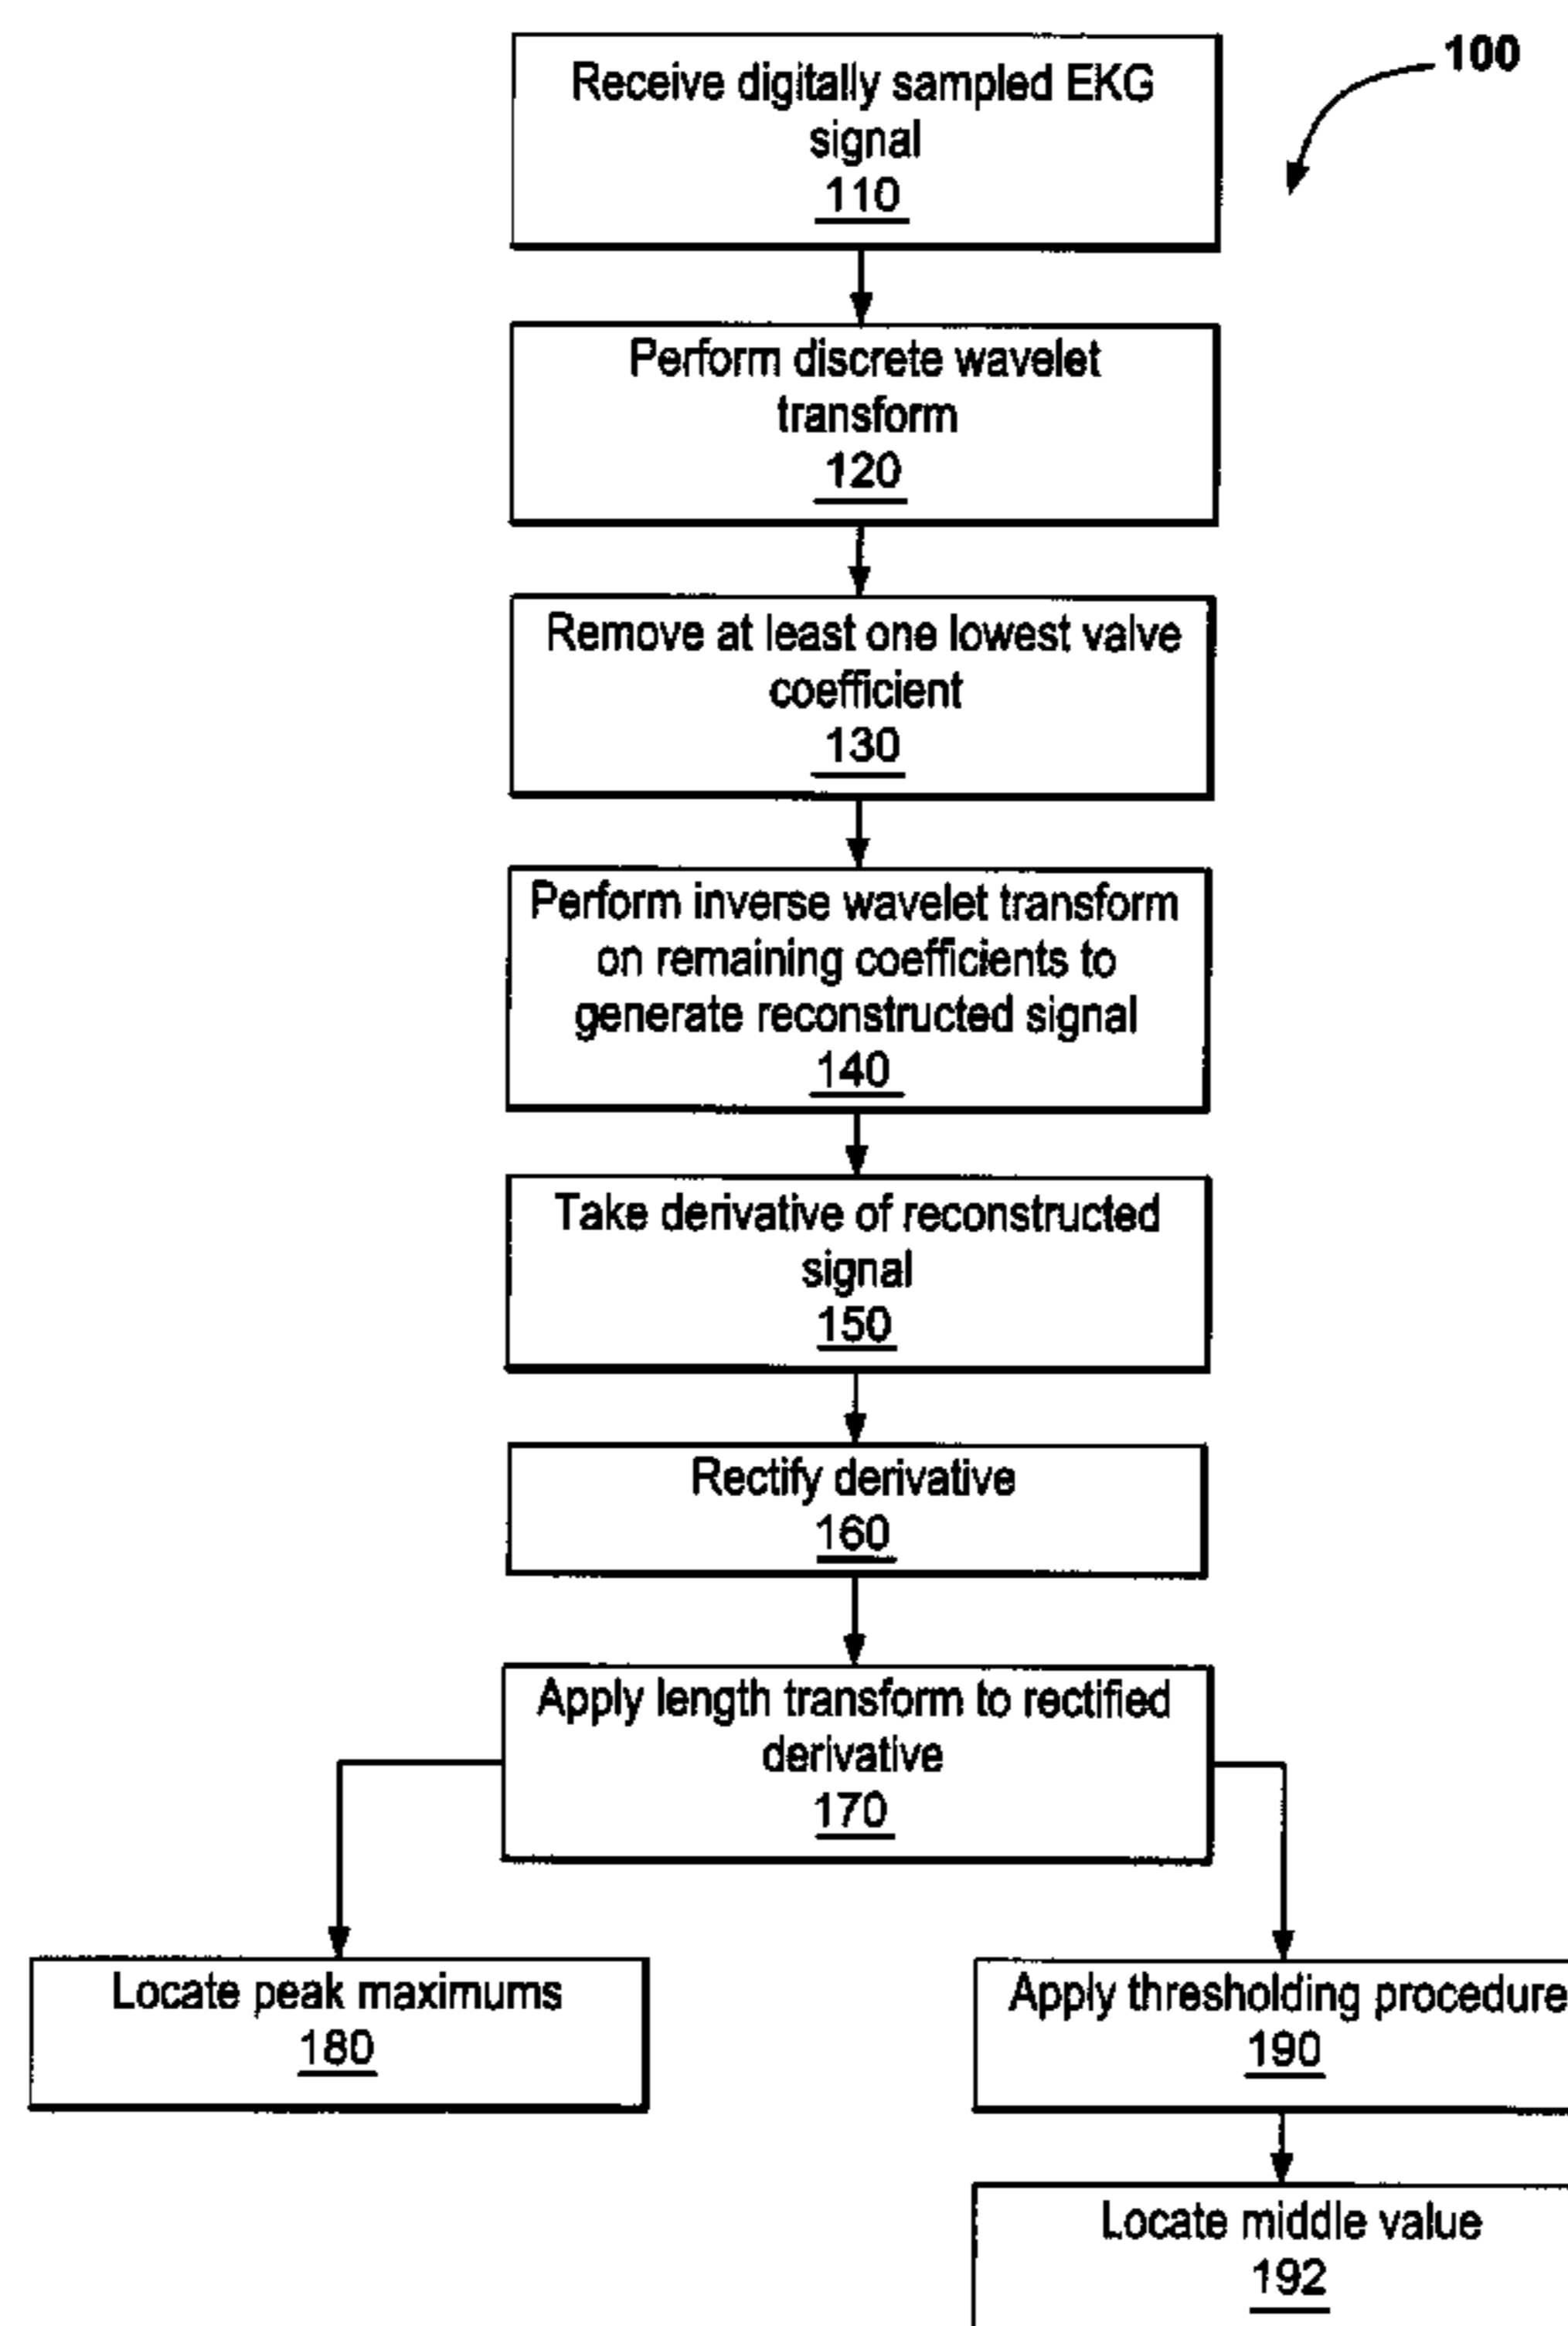 100
Receive digitally sampled EKG
signal
110
Perform discrete wavelet
transform
120
Remove at least one lowest valve
coefficient
130
Perform inverse wavelet transform
on remaining coefficients to
generate reconstructed signal
140
Take derivative of reconstructed
signal
150
Rectify derivative
160
Apply length transform to rectified
derivative
170
Locate peak maximums
180
Apply thresholding procedure
190
Locate middle value
192